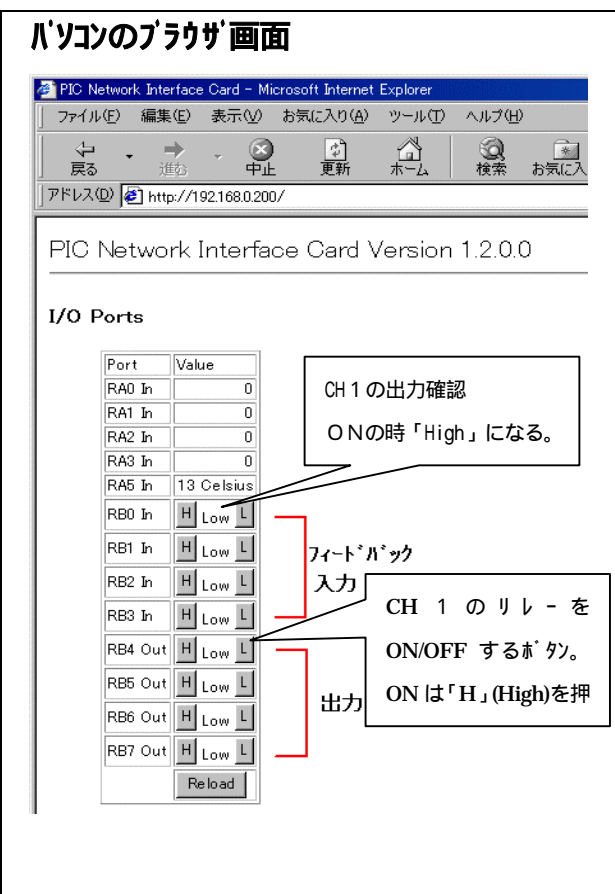 ﾊﾟｿｺﾝのﾌﾞﾗｳｻﾞ画面
PIC Network Interface Card - Microsoft Internet Explorer
ファイル(F) 編集(E) 表示(V) お気に入り(A) ツール(T) ヘルプ(H)
戻る 進む 中止 更新 ホーム 検索 お気に入
アドレス(D) http://192.168.0.200/
PIC Network Interface Card Version 1.2.0.0
I/O Ports
Port Value
RA0 In 0
RA1 In 0
RA2 In 0
RA3 In 0
RA5 In 13 Celsius
RB0 In H Low L
RB1 In H Low L
RB2 In H Low L
RB3 In H Low L
RB4 Out H Low L
RB5 Out H Low L
RB6 Out H Low L
RB7 Out H Low L
Reload
CH１の出力確認
ＯＮの時「High」になる。
ﾌｨｰﾄﾞﾊﾞｯｸ
入力
CH 1 のリレーを
ON/OFF するﾎﾞﾀﾝ。
ON は「H」(High)を押
出力